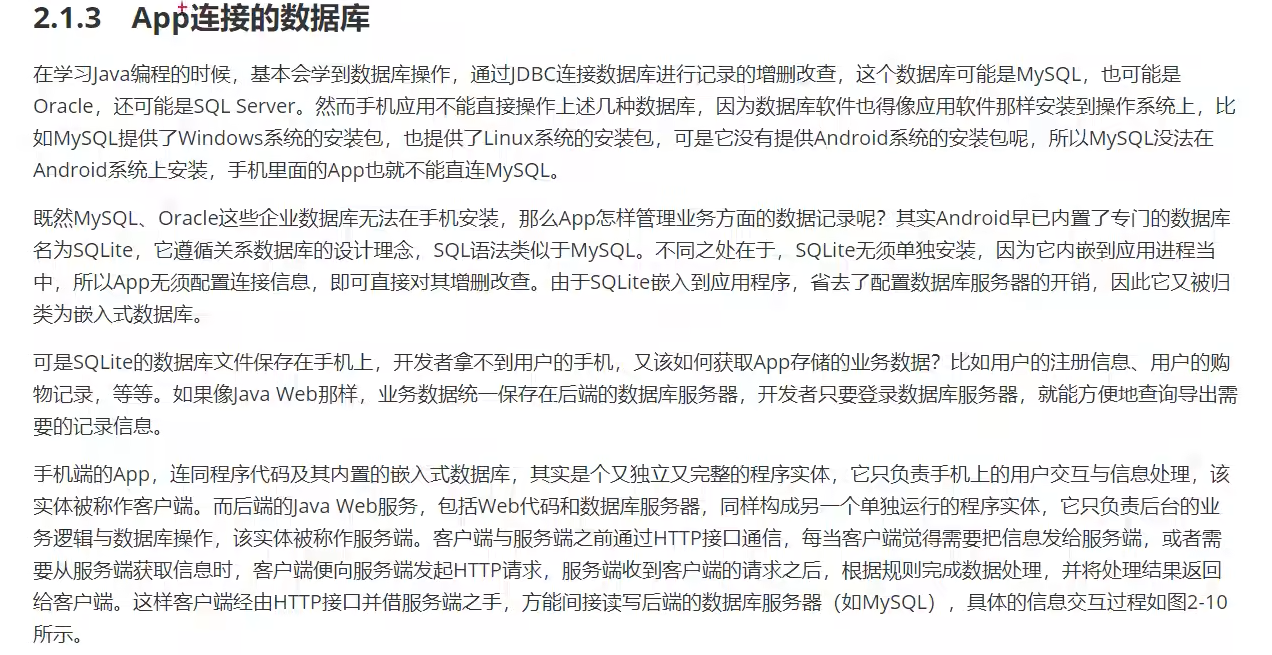 2.1.3 App连接的数据库
在学习Java编程的时候，基本会学到数据库操作，通过JDBC连接数据库进行记录的增删改查，这个数据库可能是MySQL，也可能是
Oracle，还可能是SQL Server。然而手机应用不能直接操作上述几种数据库，因为数据库软件也得像应用软件那样安装到操作系统上，比
如MySQL提供了Windows系统的安装包，也提供了Linux系统的安装包，可是它没有提供Android系统的安装包呢，所以MySQL没法在
Android系统上安装，手机里面的App也就不能直连MySQL。
既然MySQL、Oracle这些企业数据库无法在手机安装，那么App怎样管理业务方面的数据记录呢？其实Android早已内置了专门的数据库
名为SQLite，它遵循关系数据库的设计理念，SQL语法类似于MySQL。不同之处在于，SQLite无须单独安装，因为它内嵌到应用进程当
中，所以App无须配置连接信息，即可直接对其增删改查。由于SQLite嵌入到应用程序，省去了配置数据库服务器的开销，因此它又被归
类为嵌入式数据库。
可是SQLite的数据库文件保存在手机上，开发者拿不到用户的手机，又该如何获取App存储的业务数据？比如用户的注册信息、用户的购
物记录，等等。如果像Java Web那样，业务数据统一保存在后端的数据库服务器，开发者只要登录数据库服务器，就能方便地查询导出需
要的记录信息。
手机端的App，连同程序代码及其内置的嵌入式数据库，其实是个又独立又完整的程序实体，它只负责手机上的用户交互与信息处理，该
实体被称作客户端。而后端的Java Web服务，包括Web代码和数据库服务器，同样构成另一个单独运行的程序实体，它只负责后台的业
务逻辑与数据库操作，该实体被称作服务端。客户端与服务端之前通过HTTP接口通信，每当客户端觉得需要把信息发给服务端，或者需
要从服务端获取信息时，客户端便向服务端发起HTTP请求，服务端收到客户端的请求之后，根据规则完成数据处理，并将处理结果返回
给客户端。这样客户端经由HTTP接口并借服务端之手，方能间接读写后端的数据库服务器（如MySQL），具体的信息交互过程如图2-10
所示。